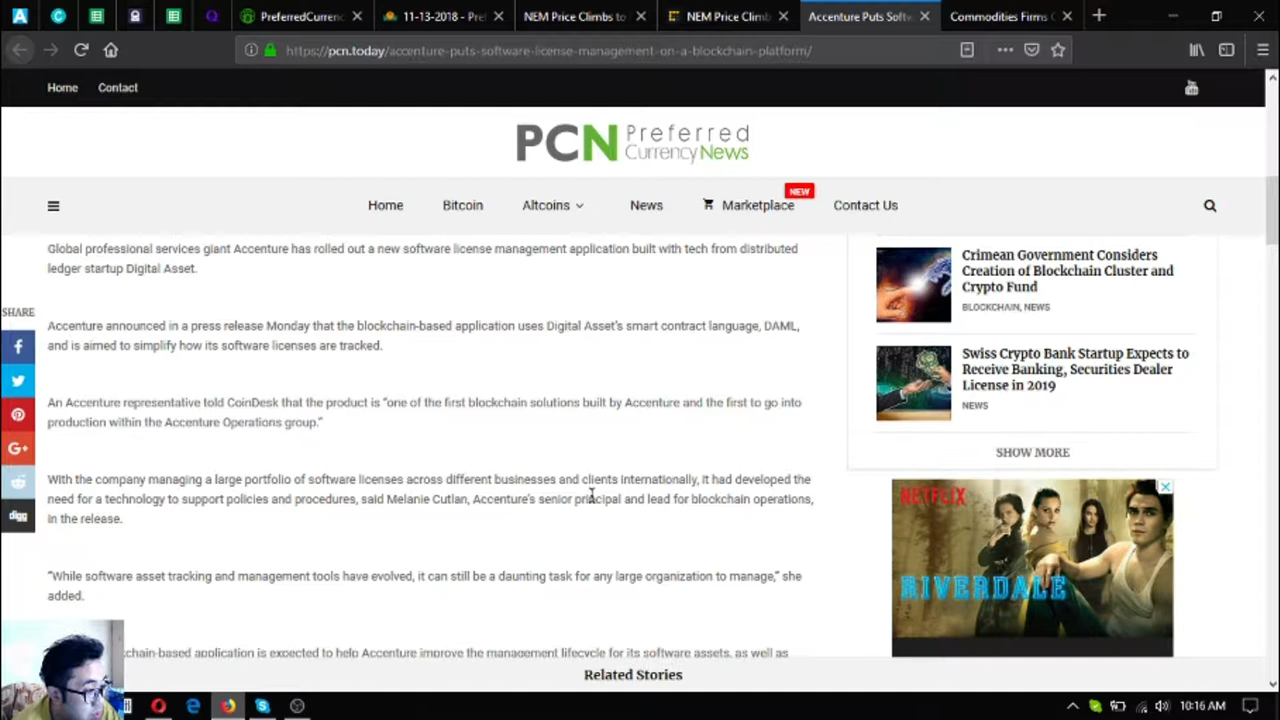 PreferredCurrenc
11-13-2018 - Pref
NEM Price Climbs to
NEM Price Climb
Accenture Puts Softw
Commodities Firms C
https://pcn.today/accenture-puts-software-license-management-on-a-blockchain-platform/
Home Contact
PCN Preferred
CurrencyNews
NEW
Home Bitcoin Altcoins News Marketplace Contact Us
Global professional services giant Accenture has rolled out a new software license management application built with tech from distributed
ledger startup Digital Asset.
SHARE
Accenture announced in a press release Monday that the blockchain-based application uses Digital Asset's smart contract language, DAML,
and is aimed to simplify how its software licenses are tracked.
An Accenture representative told CoinDesk that the product is “one of the first blockchain solutions built by Accenture and the first to go into
production within the Accenture Operations group.”
With the company managing a large portfolio of software licenses across different businesses and clients internationally, it had developed the
need for a technology to support policies and procedures, said Melanie Cutlan, Accenture's senior principal and lead for blockchain operations,
in the release.
“While software asset tracking and management tools have evolved, it can still be a daunting task for any large organization to manage,” she
added.
chain-based application is expected to help Accenture improve the management lifecycle for its software assets, as well as
Related Stories
digg
Crimean Government Considers
Creation of Blockchain Cluster and
Crypto Fund
BLOCKCHAIN, NEWS
Swiss Crypto Bank Startup Expects to
Receive Banking, Securities Dealer
License in 2019
NEWS
SHOW MORE
NETFLIX
RIVERDALE
10:16 AM